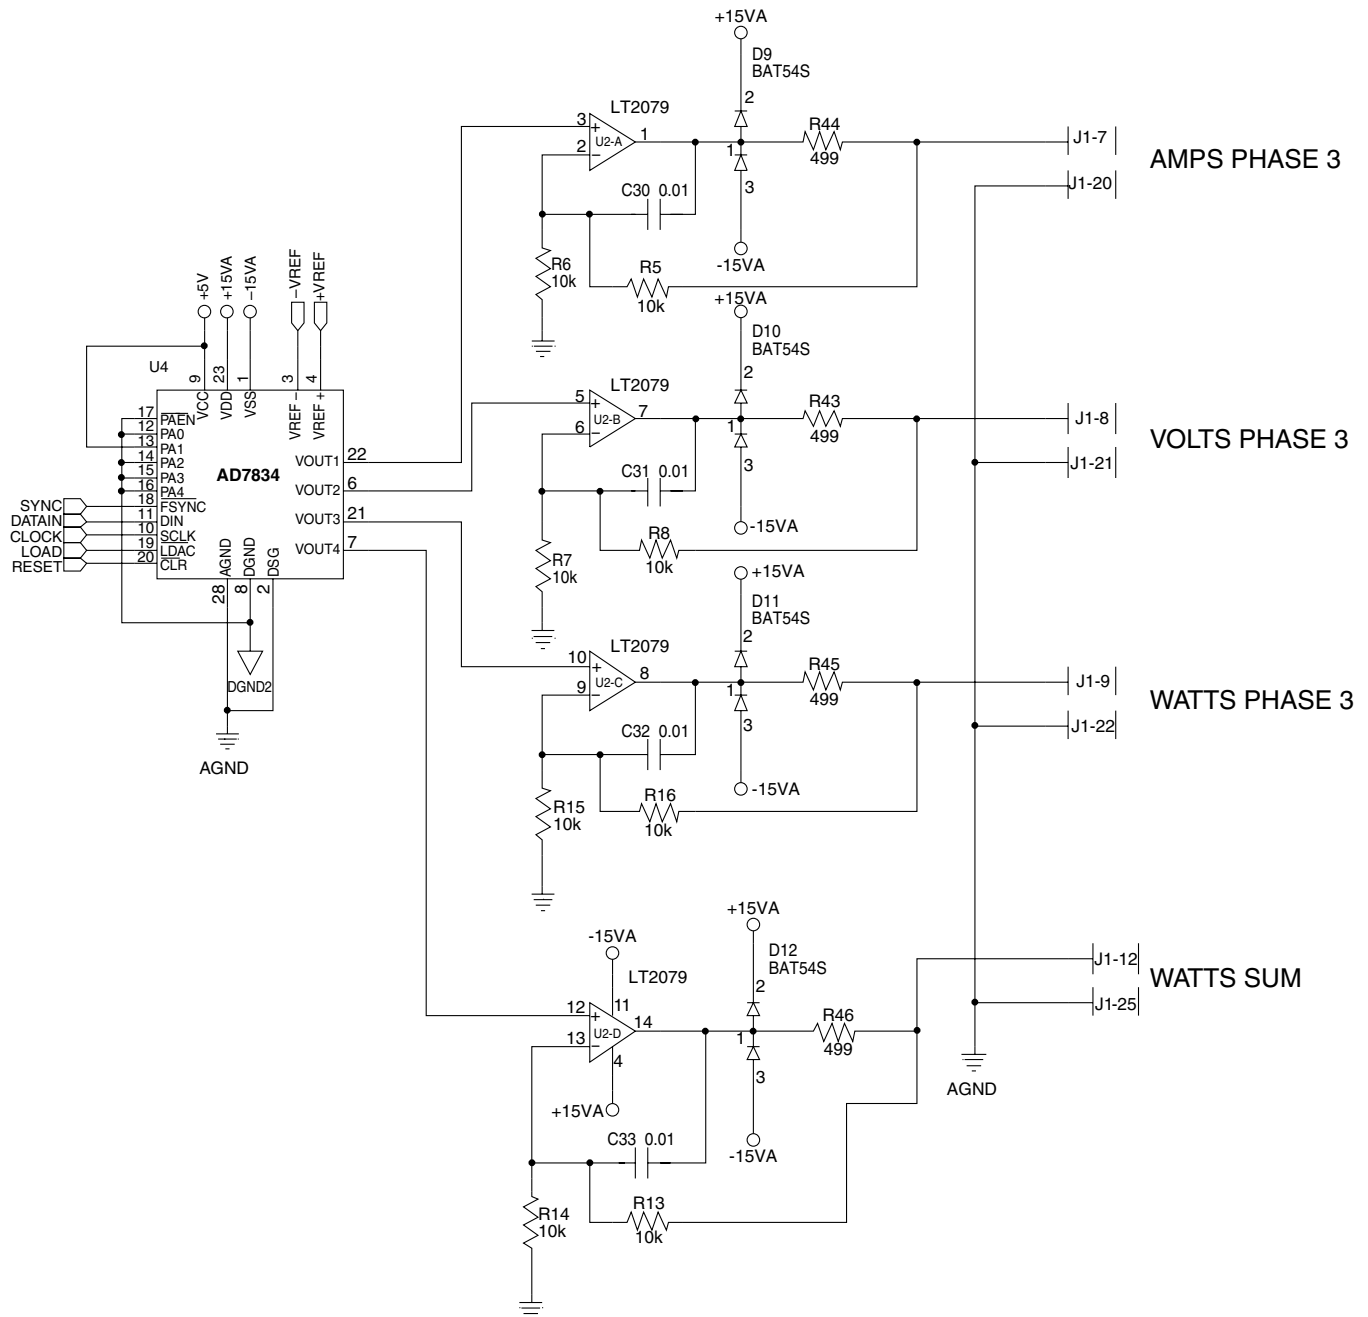 +15VA
D9
BAT54S
2
LT2079
3
+
U2-A
1
2
−
R44
499
1
3
-15VA
C30 0.01
R6
10k
R5
10k
J1-7
J1-20
AMPS PHASE 3
+15VA
D10
BAT54S
2
LT2079
5
+
U2-B
7
6
−
R43
499
1
3
-15VA
C31 0.01
R7
10k
R8
10k
J1-8
J1-21
VOLTS PHASE 3
+5V
+15VA
−15VA
−VREF
+VREF
U4
9
23
1
3
4
VCC
VDD
VSS
VREF −
VREF +
17
PAEN
12
PA0
13
PA1
14
PA2
15
PA3
16
PA4
SYNC
18
FSYNC
DATAIN
11
DIN
CLOCK
10
SCLK
LOAD
19
LDAC
RESET
20
CLR
AD7834
VOUT1
22
VOUT2
6
VOUT3
21
VOUT4
7
AGND
DGND
DSG
28
8
2
DGND2
AGND
+15VA
D11
BAT54S
2
LT2079
10
+
U2-C
8
9
−
R45
499
1
3
-15VA
C32 0.01
R15
10k
R16
10k
J1-9
J1-22
WATTS PHASE 3
+15VA
D12
BAT54S
2
-15VA
LT2079
11
12
+
U2-D
14
13
−
4
+15VA
R46
499
1
3
-15VA
C33 0.01
R14
10k
R13
10k
J1-12
J1-25
WATTS SUM
AGND